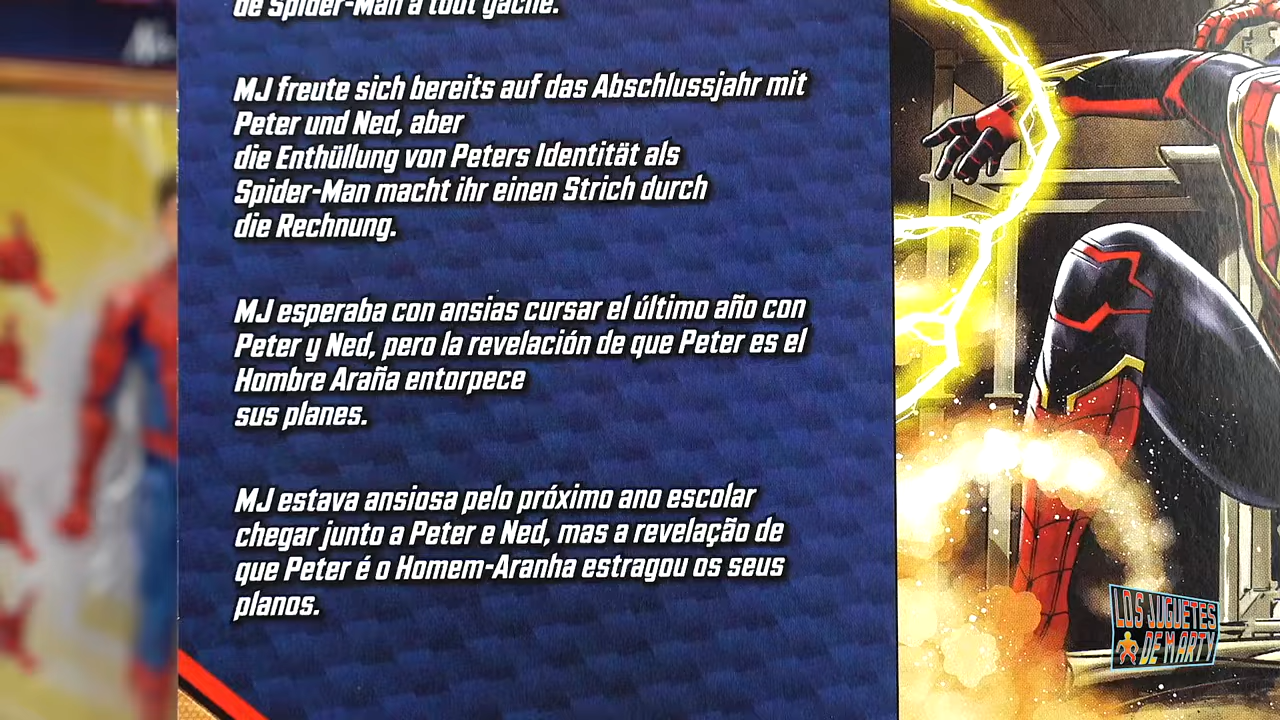 de Spider-Man a tout gâché.
MJ freute sich bereits auf das Abschlussjahr mit
Peter und Ned, aber
die Enthüllung von Peters Identität als
Spider-Man macht ihr einen Strich durch
die Rechnung.
MJ esperaba con ansias cursar el último año con
Peter y Ned, pero la revelación de que Peter es el
Hombre Araña entorpece
sus planes.
MJ estava ansiosa pelo próximo ano escolar
chegar junto a Peter e Ned, mas a revelação de
que Peter é o Homem-Aranha estragou os seus
planos.
LOS JUGUETES
DE MARTY